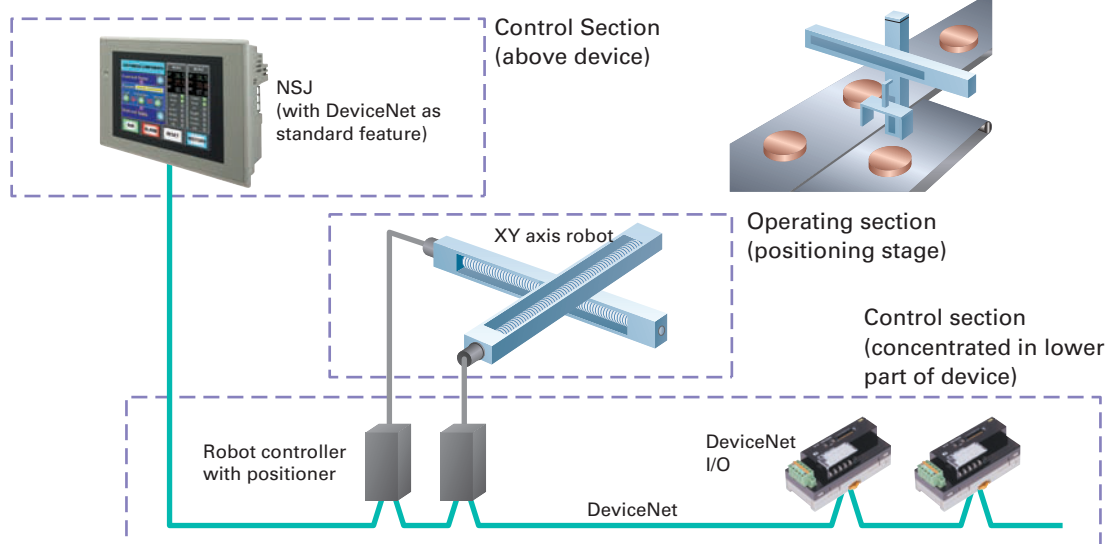 Control Section
(above device)
NSJ
(with DeviceNet as
standard feature)
XY axis robot
Operating section
(positioning stage)
Control section
(concentrated in lower
part of device)
Robot controller
with positioner
DeviceNet
I/O
DeviceNet